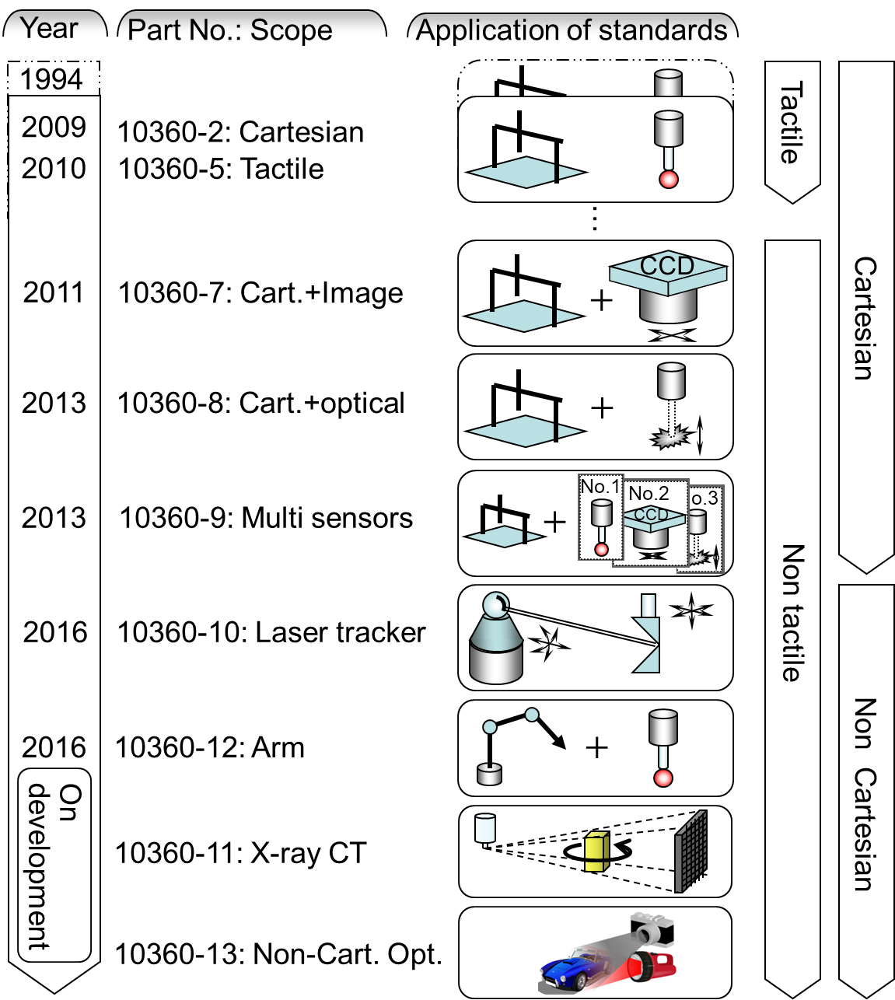 Year
Part No.: Scope
Application of standards
1994
2009
10360-2: Cartesian
2010
10360-5: Tactile
Tactile
2011
10360-7: Cart.+Image
CCD
+
Cartesian
2013
10360-8: Cart.+optical
+
2013
10360-9: Multi sensors
+
No.1
No.2
CCD
o.3
Non tactile
2016
10360-10: Laser tracker
2016
10360-12: Arm
+
Non Cartesian
On
development
10360-11: X-ray CT
10360-13: Non-Cart. Opt.